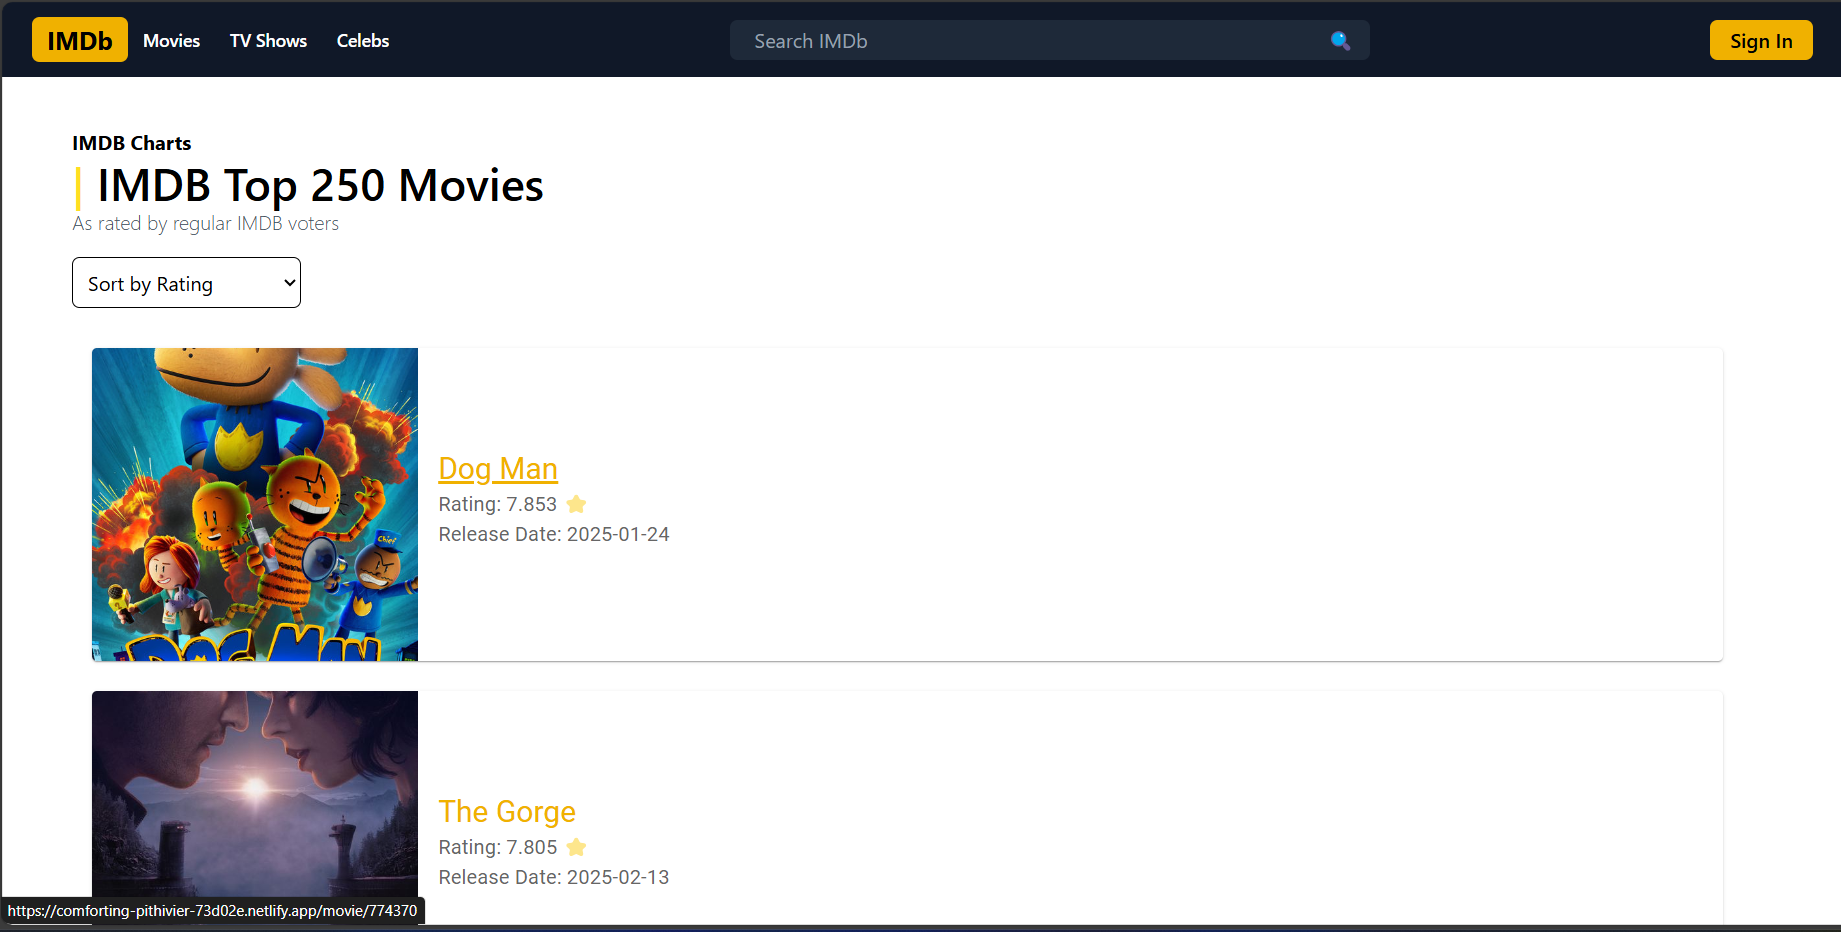 IMDb Movies TV Shows Celebs Search IMDb Sign In
IMDB Charts
IMDB Top 250 Movies
As rated by regular IMDB voters
Sort by Rating
Chief
DOG MAN
Dog Man
Rating: 7.853
Release Date: 2025-01-24
The Gorge
Rating: 7.805
Release Date: 2025-02-13
https://comforting-pithivier-73d02e.netlify.app/movie/774370